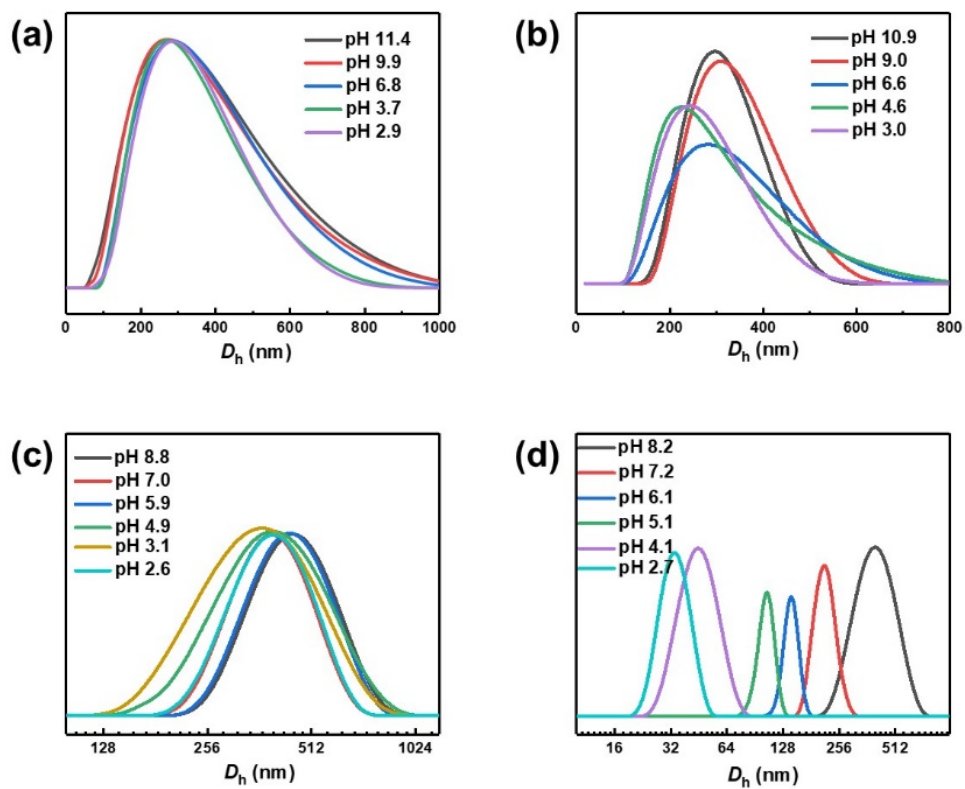 (a)
pH 11.4
pH 9.9
pH 6.8
pH 3.7
pH 2.9
0 200 400 600 800 1000
Dh (nm)
(b)
pH 10.9
pH 9.0
pH 6.6
pH 4.6
pH 3.0
0 200 400 600 800
Dh (nm)
(c)
pH 8.8
pH 7.0
pH 5.9
pH 4.9
pH 3.1
pH 2.6
128 256 512 1024
Dh (nm)
(d)
pH 8.2
pH 7.2
pH 6.1
pH 5.1
pH 4.1
pH 2.7
16 32 64 128 256 512
Dh (nm)